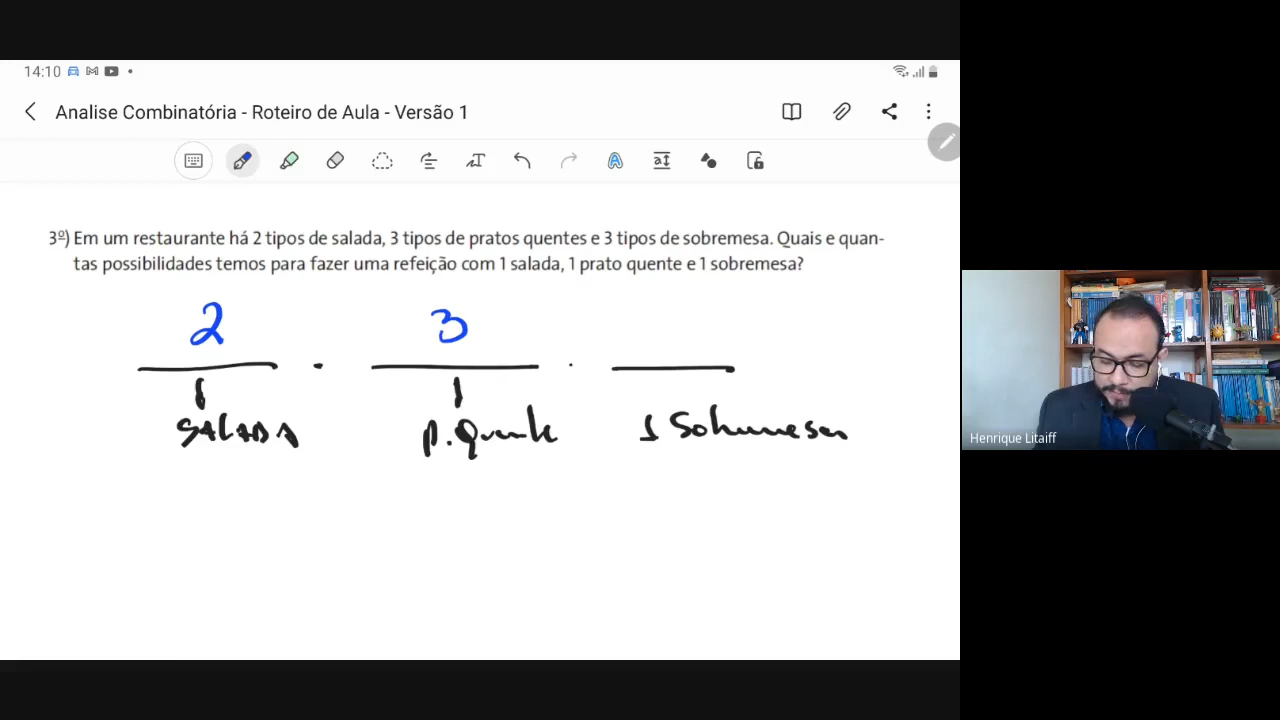 14:10
Analise Combinatória - Roteiro de Aula - Versão 1
3º) Em um restaurante há 2 tipos de salada, 3 tipos de pratos quentes e 3 tipos de sobremesa. Quais e quan-
tas possibilidades temos para fazer uma refeição com 1 salada, 1 prato quente e 1 sobremesa?
2 . 3 .
SALADA P. Quente 1 Sobremesa
Henrique Litaiff